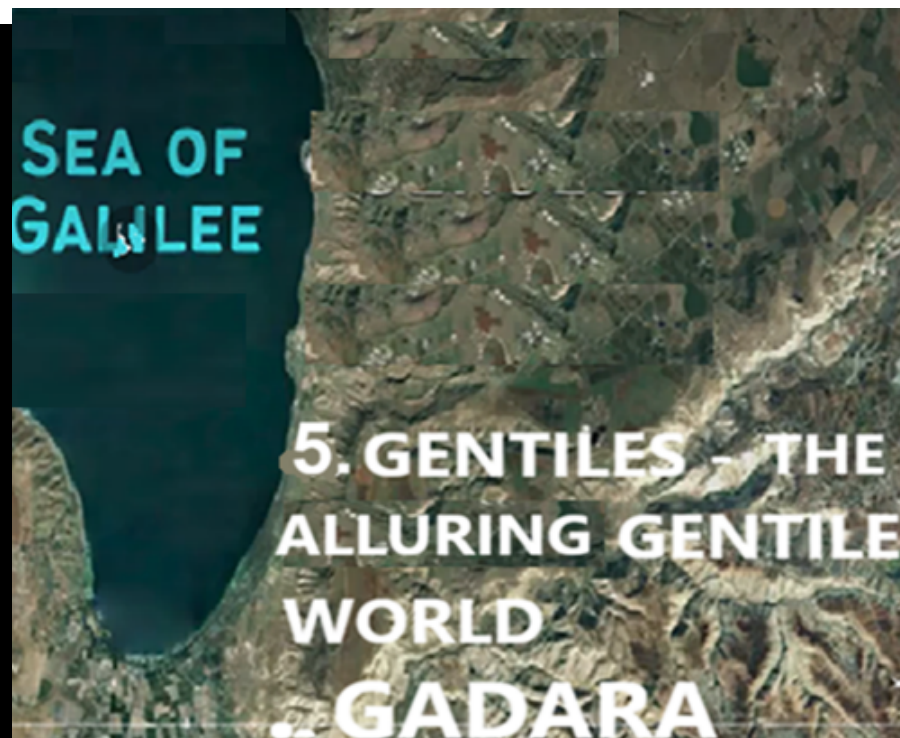 SEA OF
GALILEE
5. GENTILES - THE
ALLURING GENTILE
WORLD
. GADARA